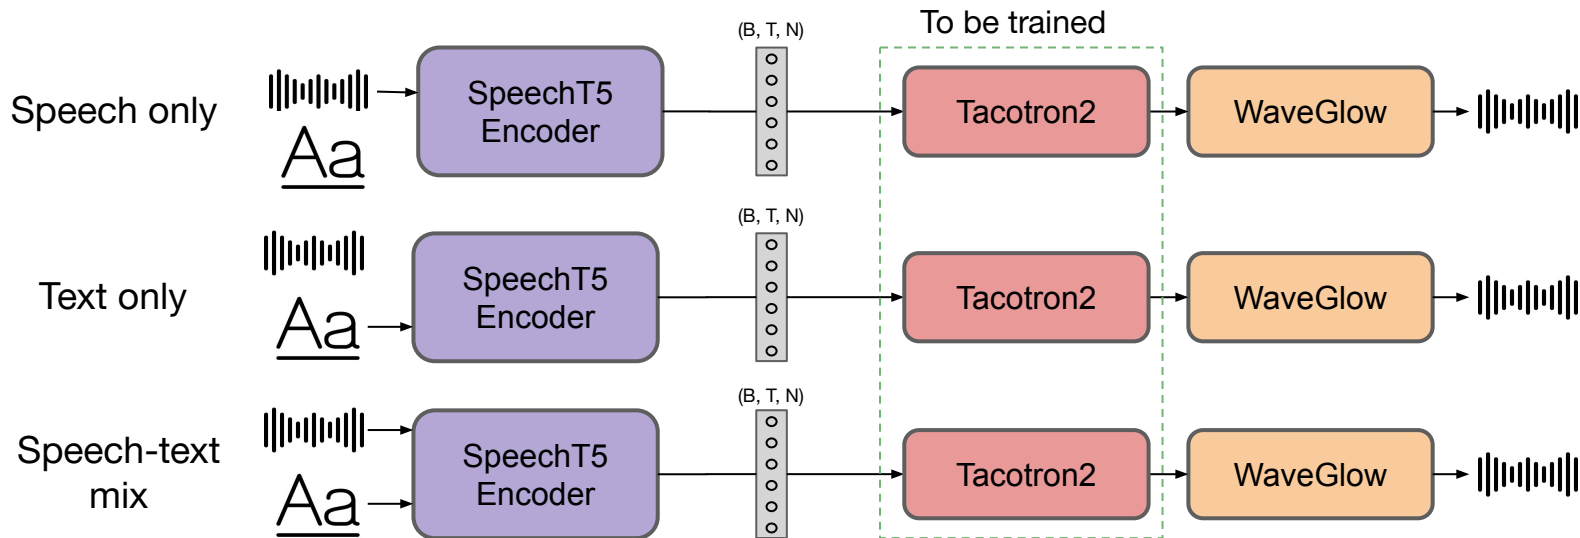 To be trained
(B, T, N)
Speech only
Aa
SpeechT5
Encoder
Tacotron2
WaveGlow
(B, T, N)
Text only
Aa
SpeechT5
Encoder
Tacotron2
WaveGlow
(B, T, N)
Speech-text
mix
Aa
SpeechT5
Encoder
Tacotron2
WaveGlow